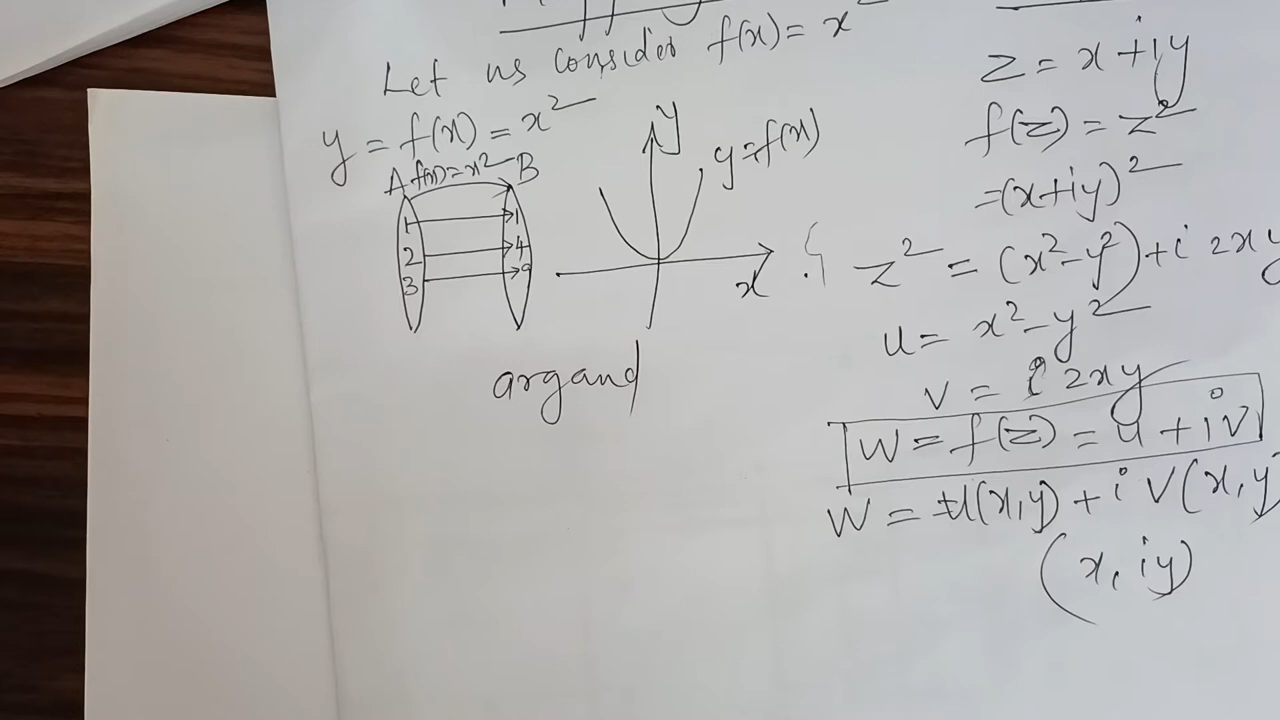 Let us consider f(x) = x²
y = f(x) = x²
A f(x)=x² B
1 1
2 4
3 9
y
y=f(x)
x
argand
z = x + iy
f(z) = z²
=(x+iy)²
z² = (x²-y²)+i 2xy
u = x²-y²
v = i 2xy
W = f(z) = u + iv
W = u(x,y) + i V(x,y)
(x, iy)